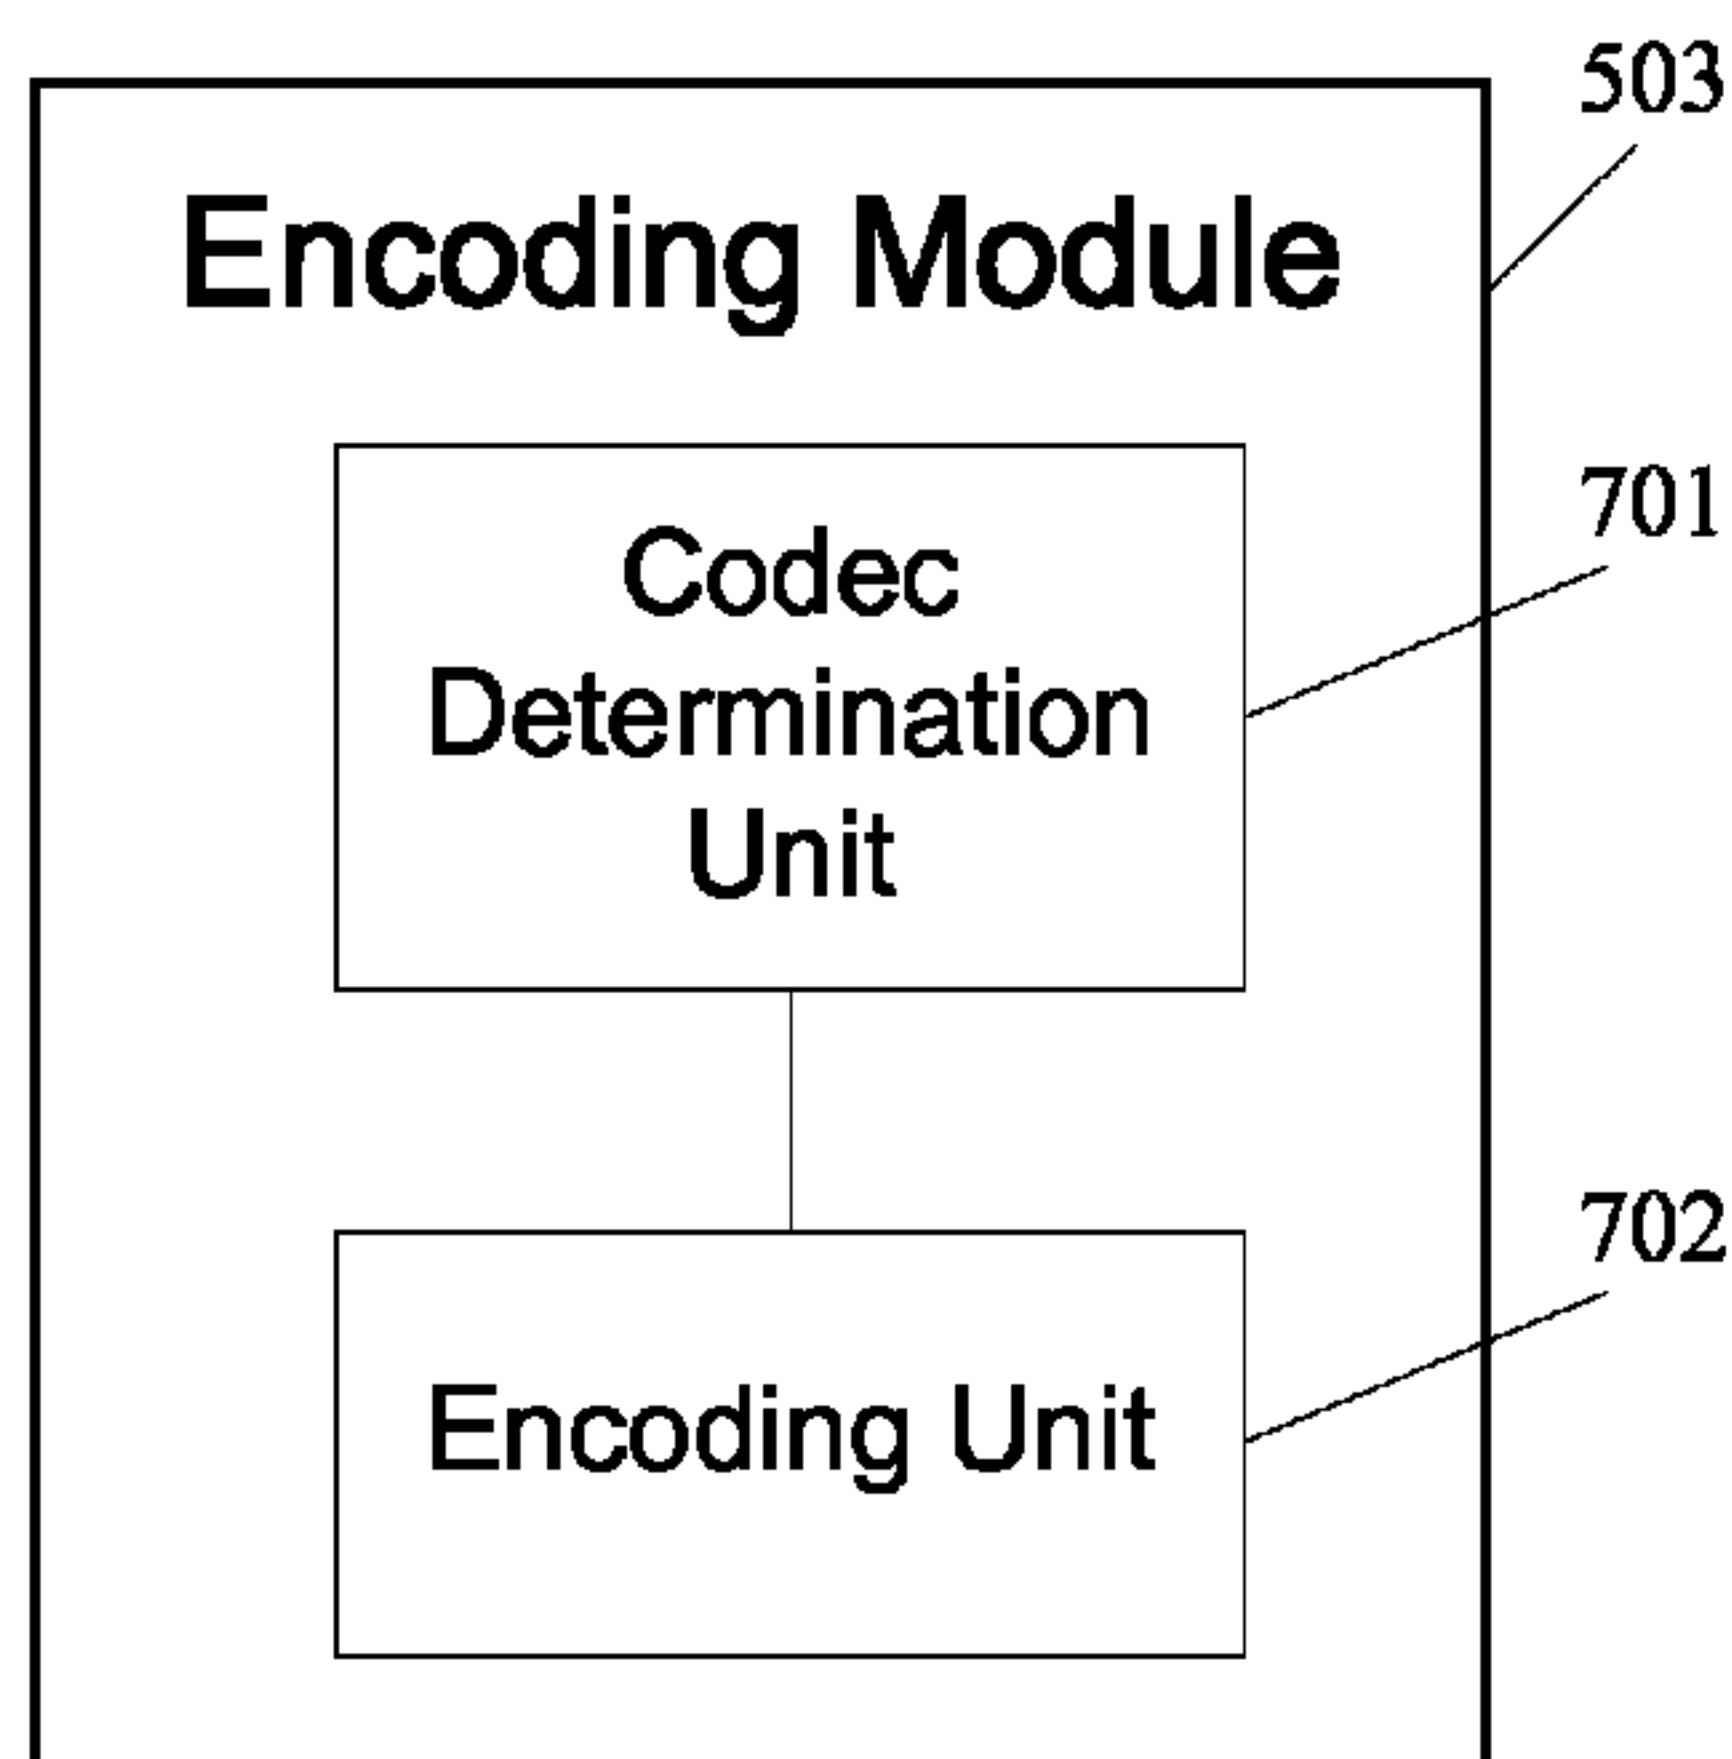 503
Encoding Module
701
Codec
Determination
Unit
702
Encoding Unit